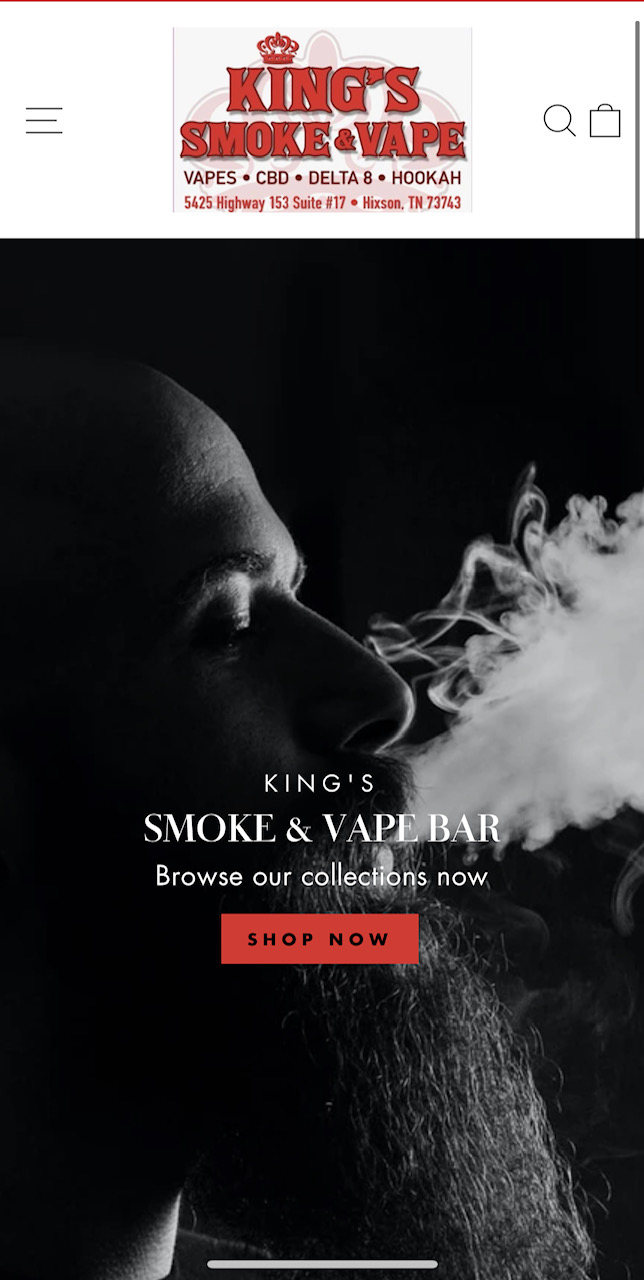 KING'S
SMOKE & VAPE
VAPES • CBD • DELTA 8 • HOOKAH
5425 Highway 153 Suite #17 • Hixson, TN 73743
KING'S
SMOKE & VAPE BAR
Browse our collections now
SHOP NOW